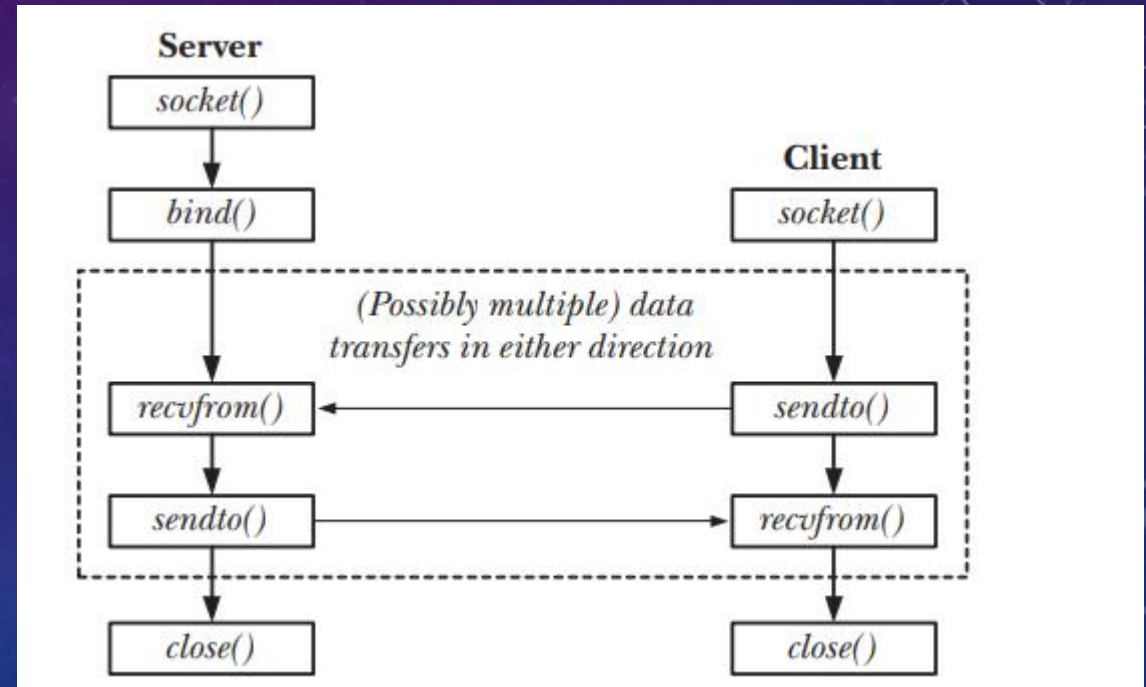 Server
socket()
Client
bind()
socket()
(Possibly multiple) data
transfers in either direction
recvfrom()
sendto()
sendto()
recvfrom()
close()
close()